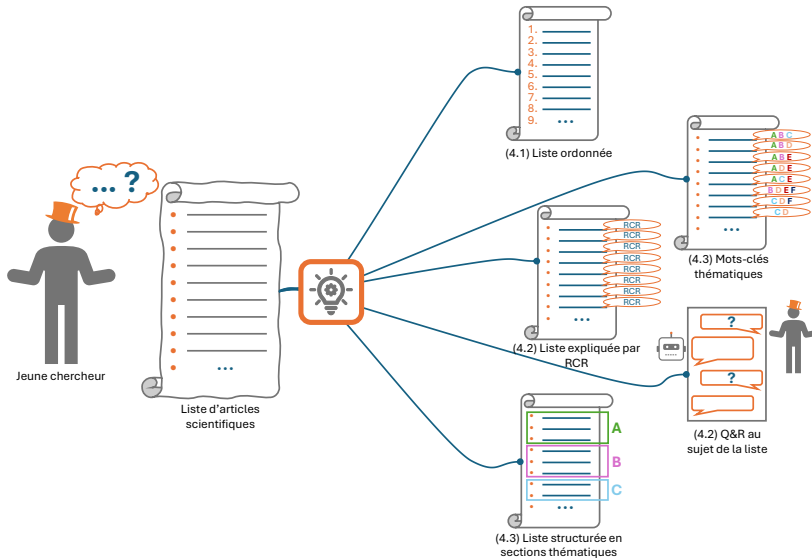 ... ?
Jeune chercheur
Liste d'articles
scientifiques
...
1.
2.
3.
4.
5.
6.
7.
8.
9.
...
(4.1) Liste ordonnée
A B C
A B D
A B E
A D E
A C E
B D E F
C D F
C D
...
(4.3) Mots-clés
thématiques
RCR
RCR
RCR
RCR
RCR
RCR
RCR
RCR
...
(4.2) Liste expliquée par
RCR
?
?
(4.2) Q&R au
sujet de la liste
A
B
C
...
(4.3) Liste structurée en
sections thématiques